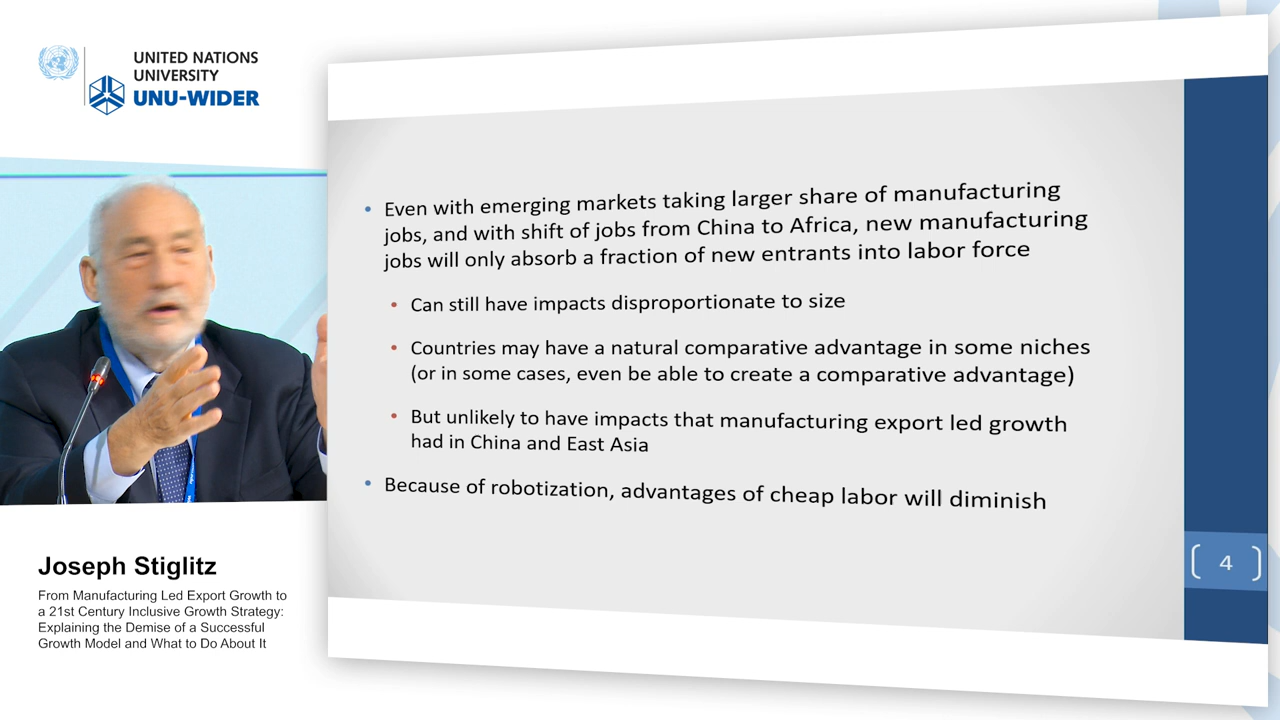 UNITED NATIONS
UNIVERSITY
UNU-WIDER
Even with emerging markets taking larger share of manufacturing
jobs, and with shift of jobs from China to Africa, new manufacturing
jobs will only absorb a fraction of new entrants into labor force
Can still have impacts disproportionate to size
Countries may have a natural comparative advantage in some niches
(or in some cases, even be able to create a comparative advantage)
But unlikely to have impacts that manufacturing export led growth
had in China and East Asia
Because of robotization, advantages of cheap labor will diminish
[ 4 ]
Joseph Stiglitz
From Manufacturing Led Export Growth to
a 21st Century Inclusive Growth Strategy:
Explaining the Demise of a Successful
Growth Model and What to Do About It